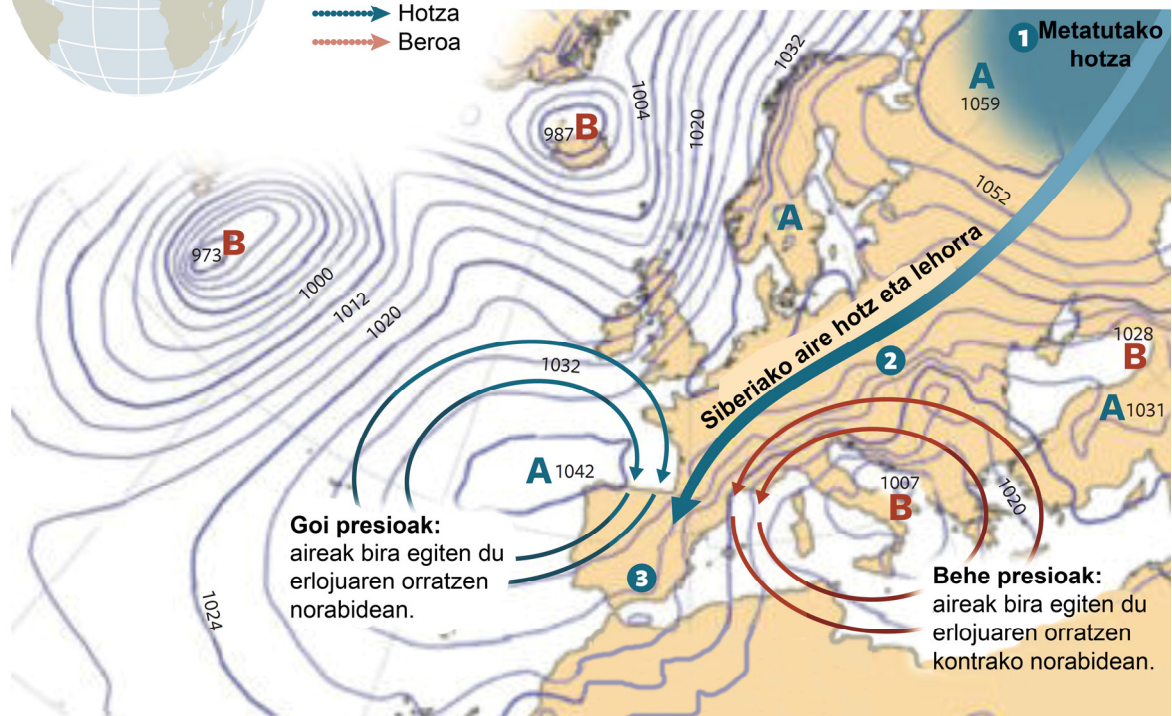 Hotza
Beroa
1 Metatutako
hotza
A
1059
1032
1004
1020
987 B
1052
A
973 B
1000
1012
1020
Siberiako aire hotz eta lehorra
2
1028
B
A 1031
1032
A 1042
1007
B
1020
Goi presioak:
aireak bira egiten du
erlojuaren orratzen
norabidean.
3
Behe presioak:
aireak bira egiten du
erlojuaren orratzen
kontrako norabidean.
1024